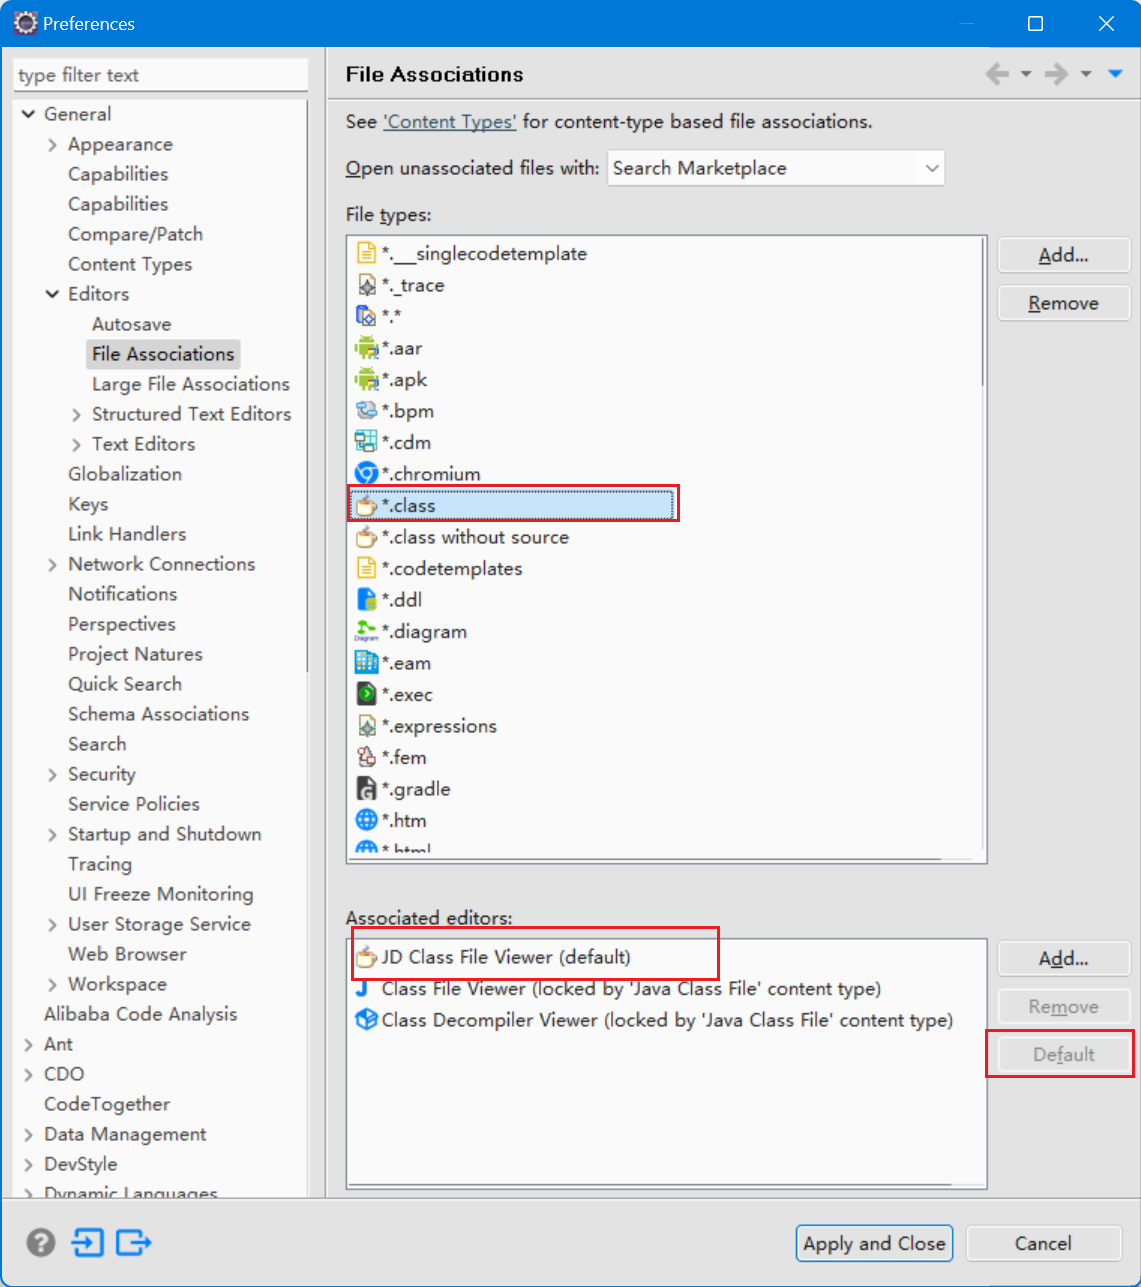 Preferences
type filter text
General
Appearance
Capabilities
Capabilities
Compare/Patch
Content Types
Editors
Autosave
File Associations
Large File Associations
Structured Text Editors
Text Editors
Globalization
Keys
Link Handlers
Network Connections
Notifications
Perspectives
Project Natures
Quick Search
Schema Associations
Search
Security
Service Policies
Startup and Shutdown
Tracing
UI Freeze Monitoring
User Storage Service
Web Browser
Workspace
Alibaba Code Analysis
Ant
CDO
CodeTogether
Data Management
DevStyle
Dynamic Languages
File Associations
See 'Content Types' for content-type based file associations.
Open unassociated files with: Search Marketplace
File types:
*.___singlecodetemplate
*._trace
*.*
*.aar
*.apk
*.bpm
*.cdm
*.chromium
*.class
*.class without source
*.codetemplates
*.ddl
*.diagram
*.eam
*.exec
*.expressions
*.fem
*.gradle
*.htm
*.html
Add...
Remove
Associated editors:
JD Class File Viewer (default)
Class File Viewer (locked by 'Java Class File' content type)
Class Decompiler Viewer (locked by 'Java Class File' content type)
Add...
Remove
Default
Apply and Close
Cancel